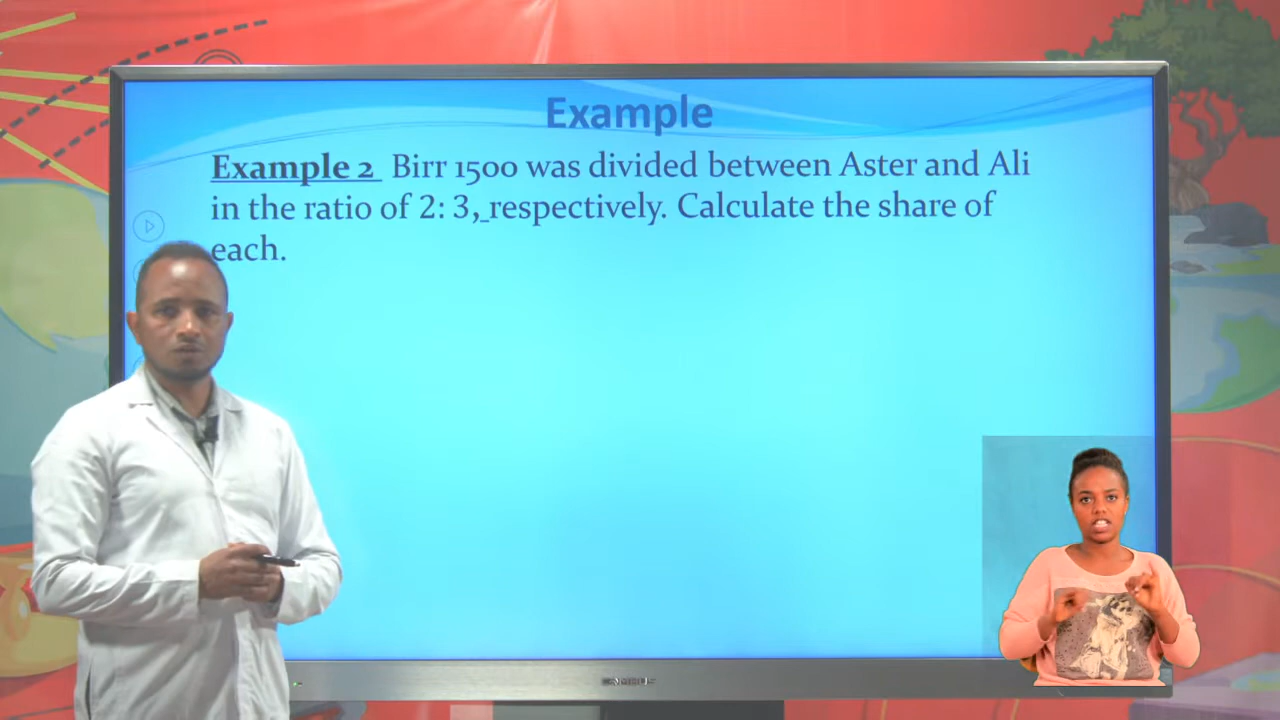 Example
Example 2 Birr 1500 was divided between Aster and Ali
in the ratio of 2: 3, respectively. Calculate the share of
each.